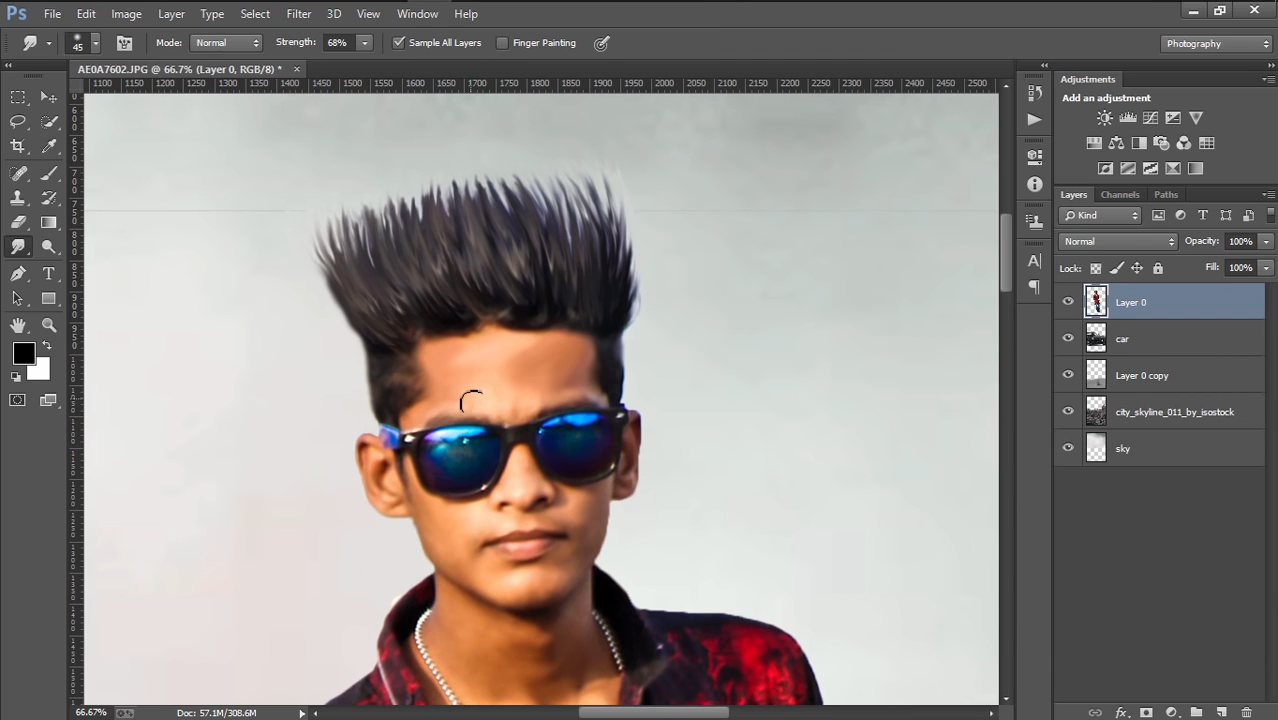 Ps File Edit Image Layer Type Select Filter 3D View Window Help
45 Mode: Normal Strength: 68% Sample All Layers Finger Painting Photography
AE0A7602.JPG @ 66.7% (Layer 0, RGB/8) * ×
1100 1150 1200 1250 1300 1350 1400 1450 1500 1550 1600 1650 1700 1750 1800 1850 1900 1950 2000 2050 2100 2150 2200 2250 2300 2350 2400 2450 2500
Adjustments
Add an adjustment
Layers Channels Paths
Kind
Normal Opacity: 100%
Lock: Fill: 100%
Layer 0
car
Layer 0 copy
city_skyline_011_by_isostock
sky
66.67% Doc: 57.1M/308.6M